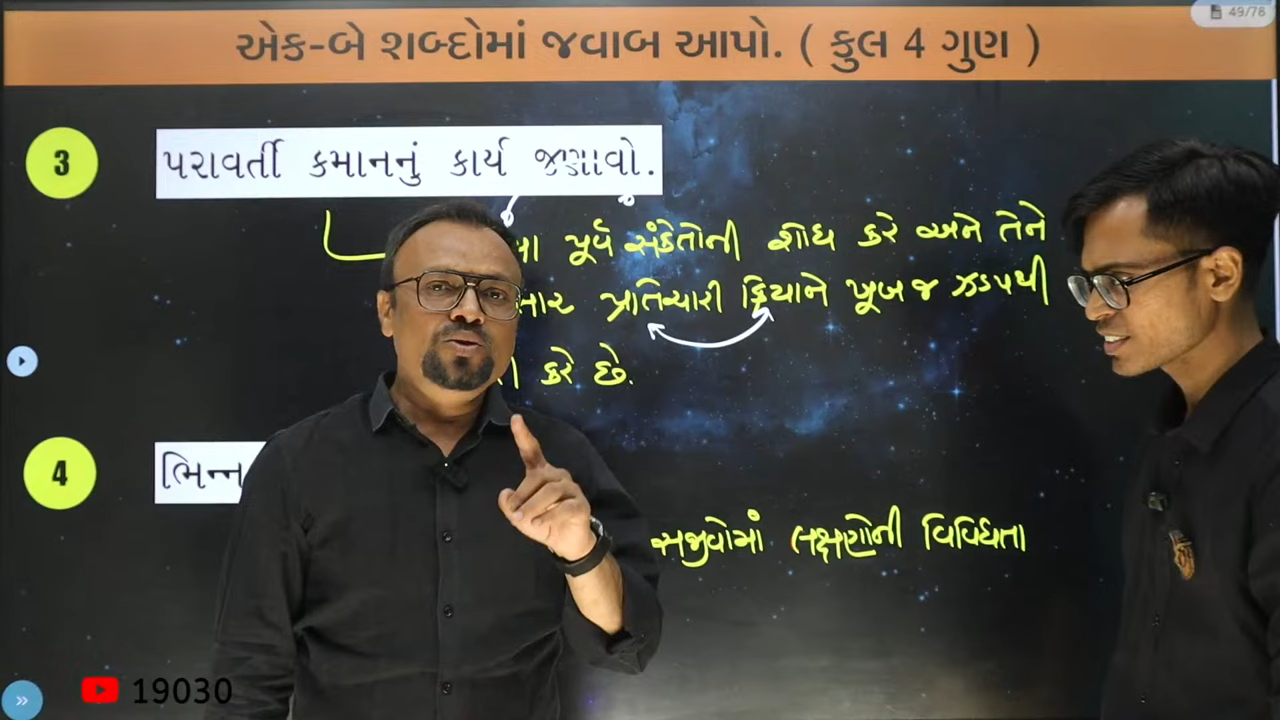 49/78
એક-બે શબ્દોમાં જવાબ આપો. ( કુલ 4 ગુણ )
3
પરાવર્તી કમાનનું કાર્ય જણાવો.
પૂર્વ સંકેતોની શોધ કરે અને તેને
પ્રતિચારી ક્રિયાને ખૂબ જ ઝડપથી
કરે છે.
4
ભિન્ન
સજીવોમાં લક્ષણોની વિવિધતા
19030